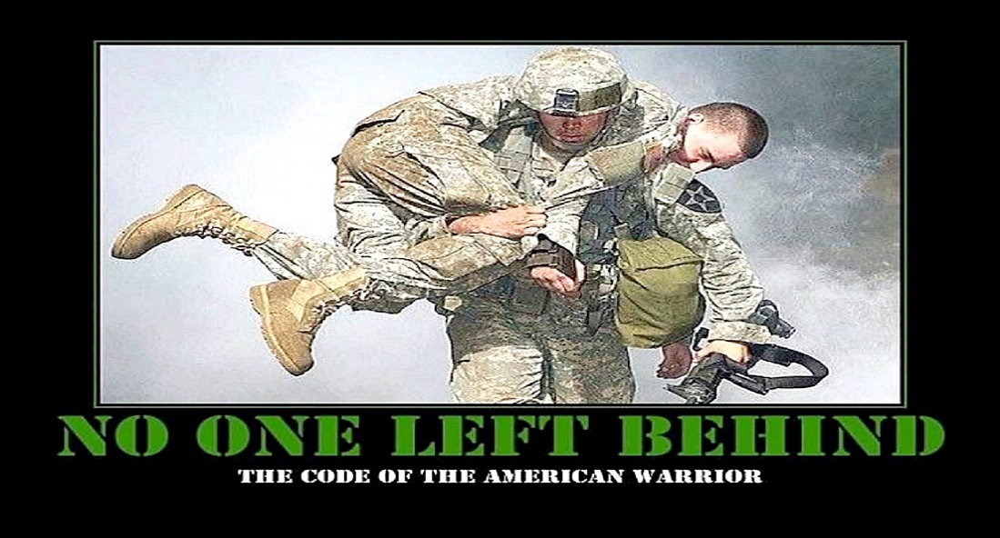 NO ONE LEFT BEHIND
THE CODE OF THE AMERICAN WARRIOR